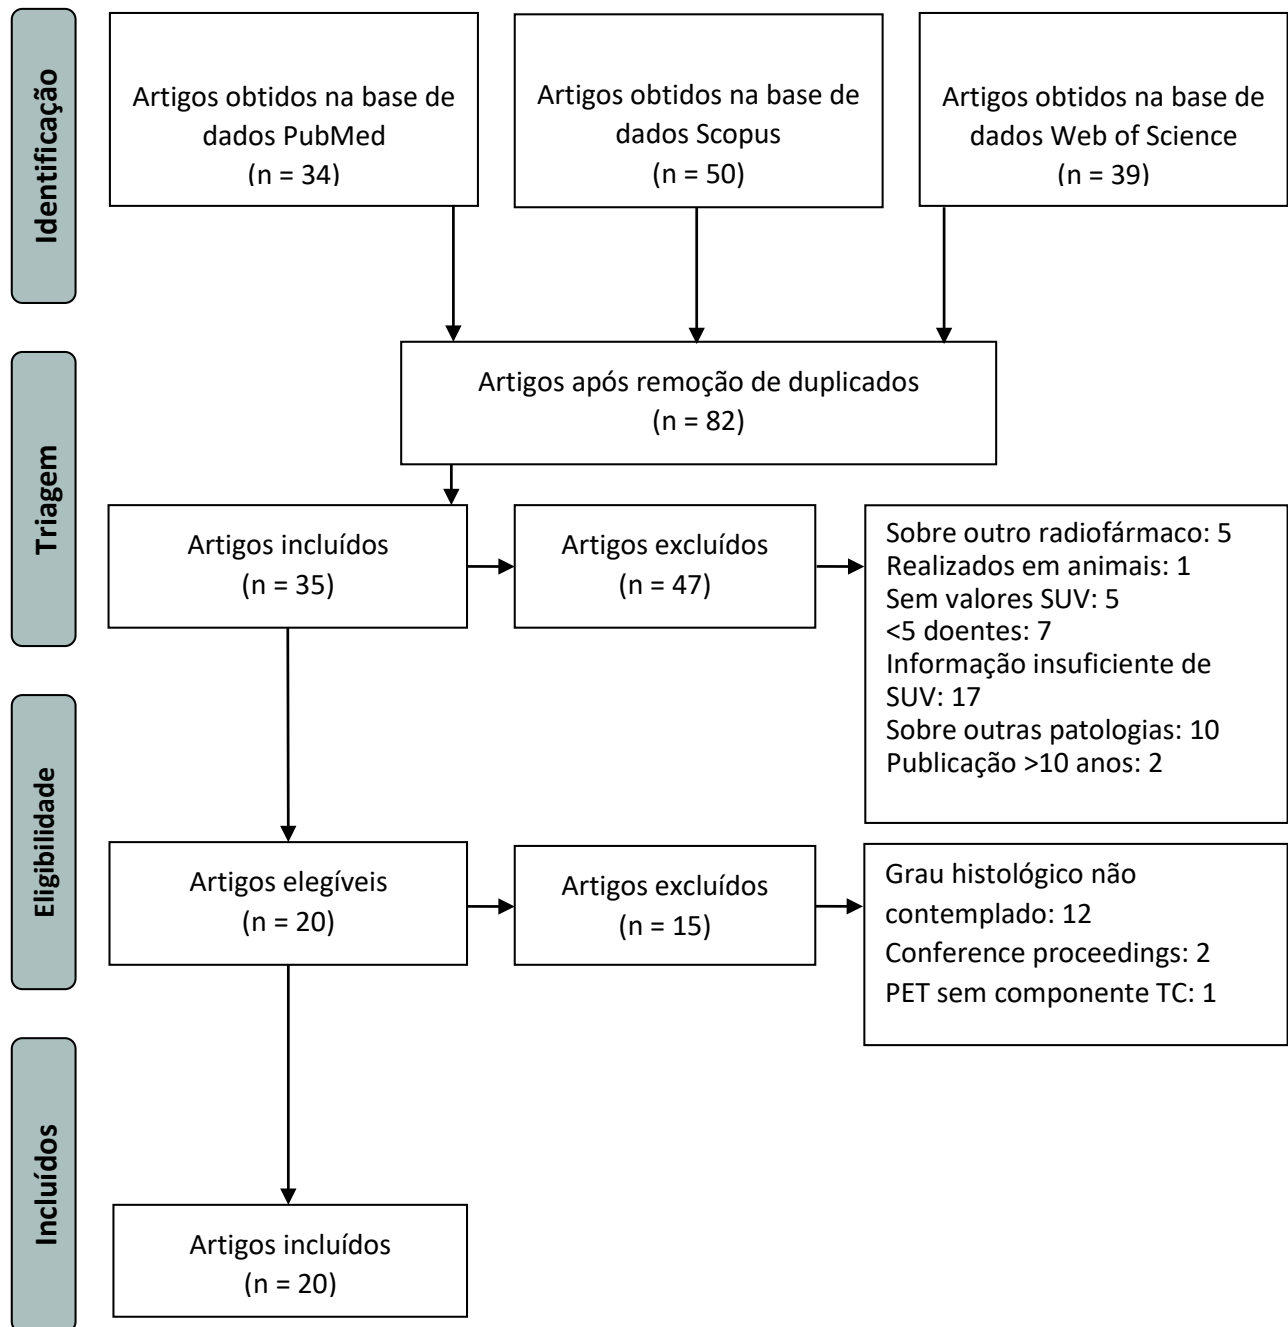 Identificação
Artigos obtidos na base de
dados PubMed
(n = 34)
Artigos obtidos na base de
dados Scopus
(n = 50)
Artigos obtidos na base de
dados Web of Science
(n = 39)
Triagem
Artigos após remoção de duplicados
(n = 82)
Artigos incluídos
(n = 35)
Artigos excluídos
(n = 47)
Sobre outro radiofármaco: 5
Realizados em animais: 1
Sem valores SUV: 5
<5 doentes: 7
Informação insuficiente de
SUV: 17
Sobre outras patologias: 10
Publicação >10 anos: 2
Eligibilidade
Artigos elegíveis
(n = 20)
Artigos excluídos
(n = 15)
Grau histológico não
contemplado: 12
Conference proceedings: 2
PET sem componente TC: 1
Incluídos
Artigos incluídos
(n = 20)